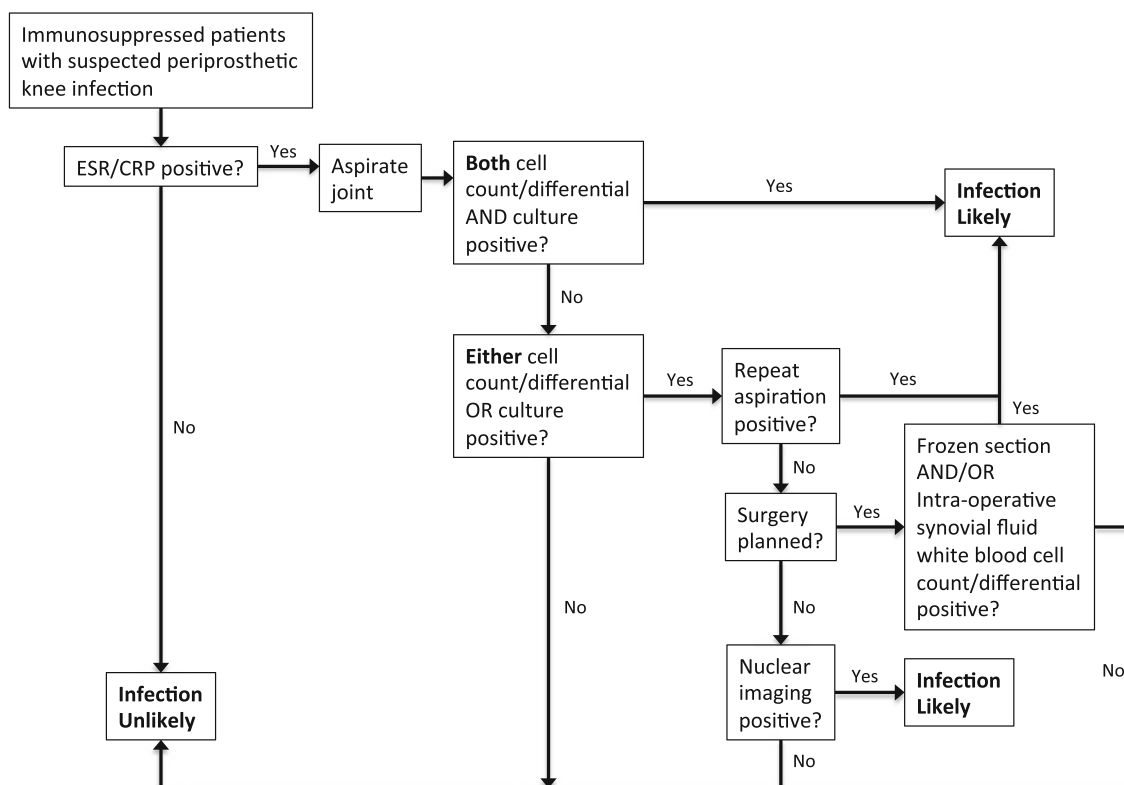 Immunosuppressed patients
with suspected periprosthetic
knee infection
ESR/CRP positive?
Yes
Aspirate
joint
Both cell
count/differential
AND culture
positive?
Yes
Infection
Likely
No
No
Either cell
count/differential
OR culture
positive?
Yes
Repeat
aspiration
positive?
Yes
Yes
No
Surgery
planned?
Yes
Frozen section
AND/OR
Intra-operative
synovial fluid
white blood cell
count/differential
positive?
No
No
No
Nuclear
imaging
positive?
Yes
Infection
Likely
No
Infection
Unlikely